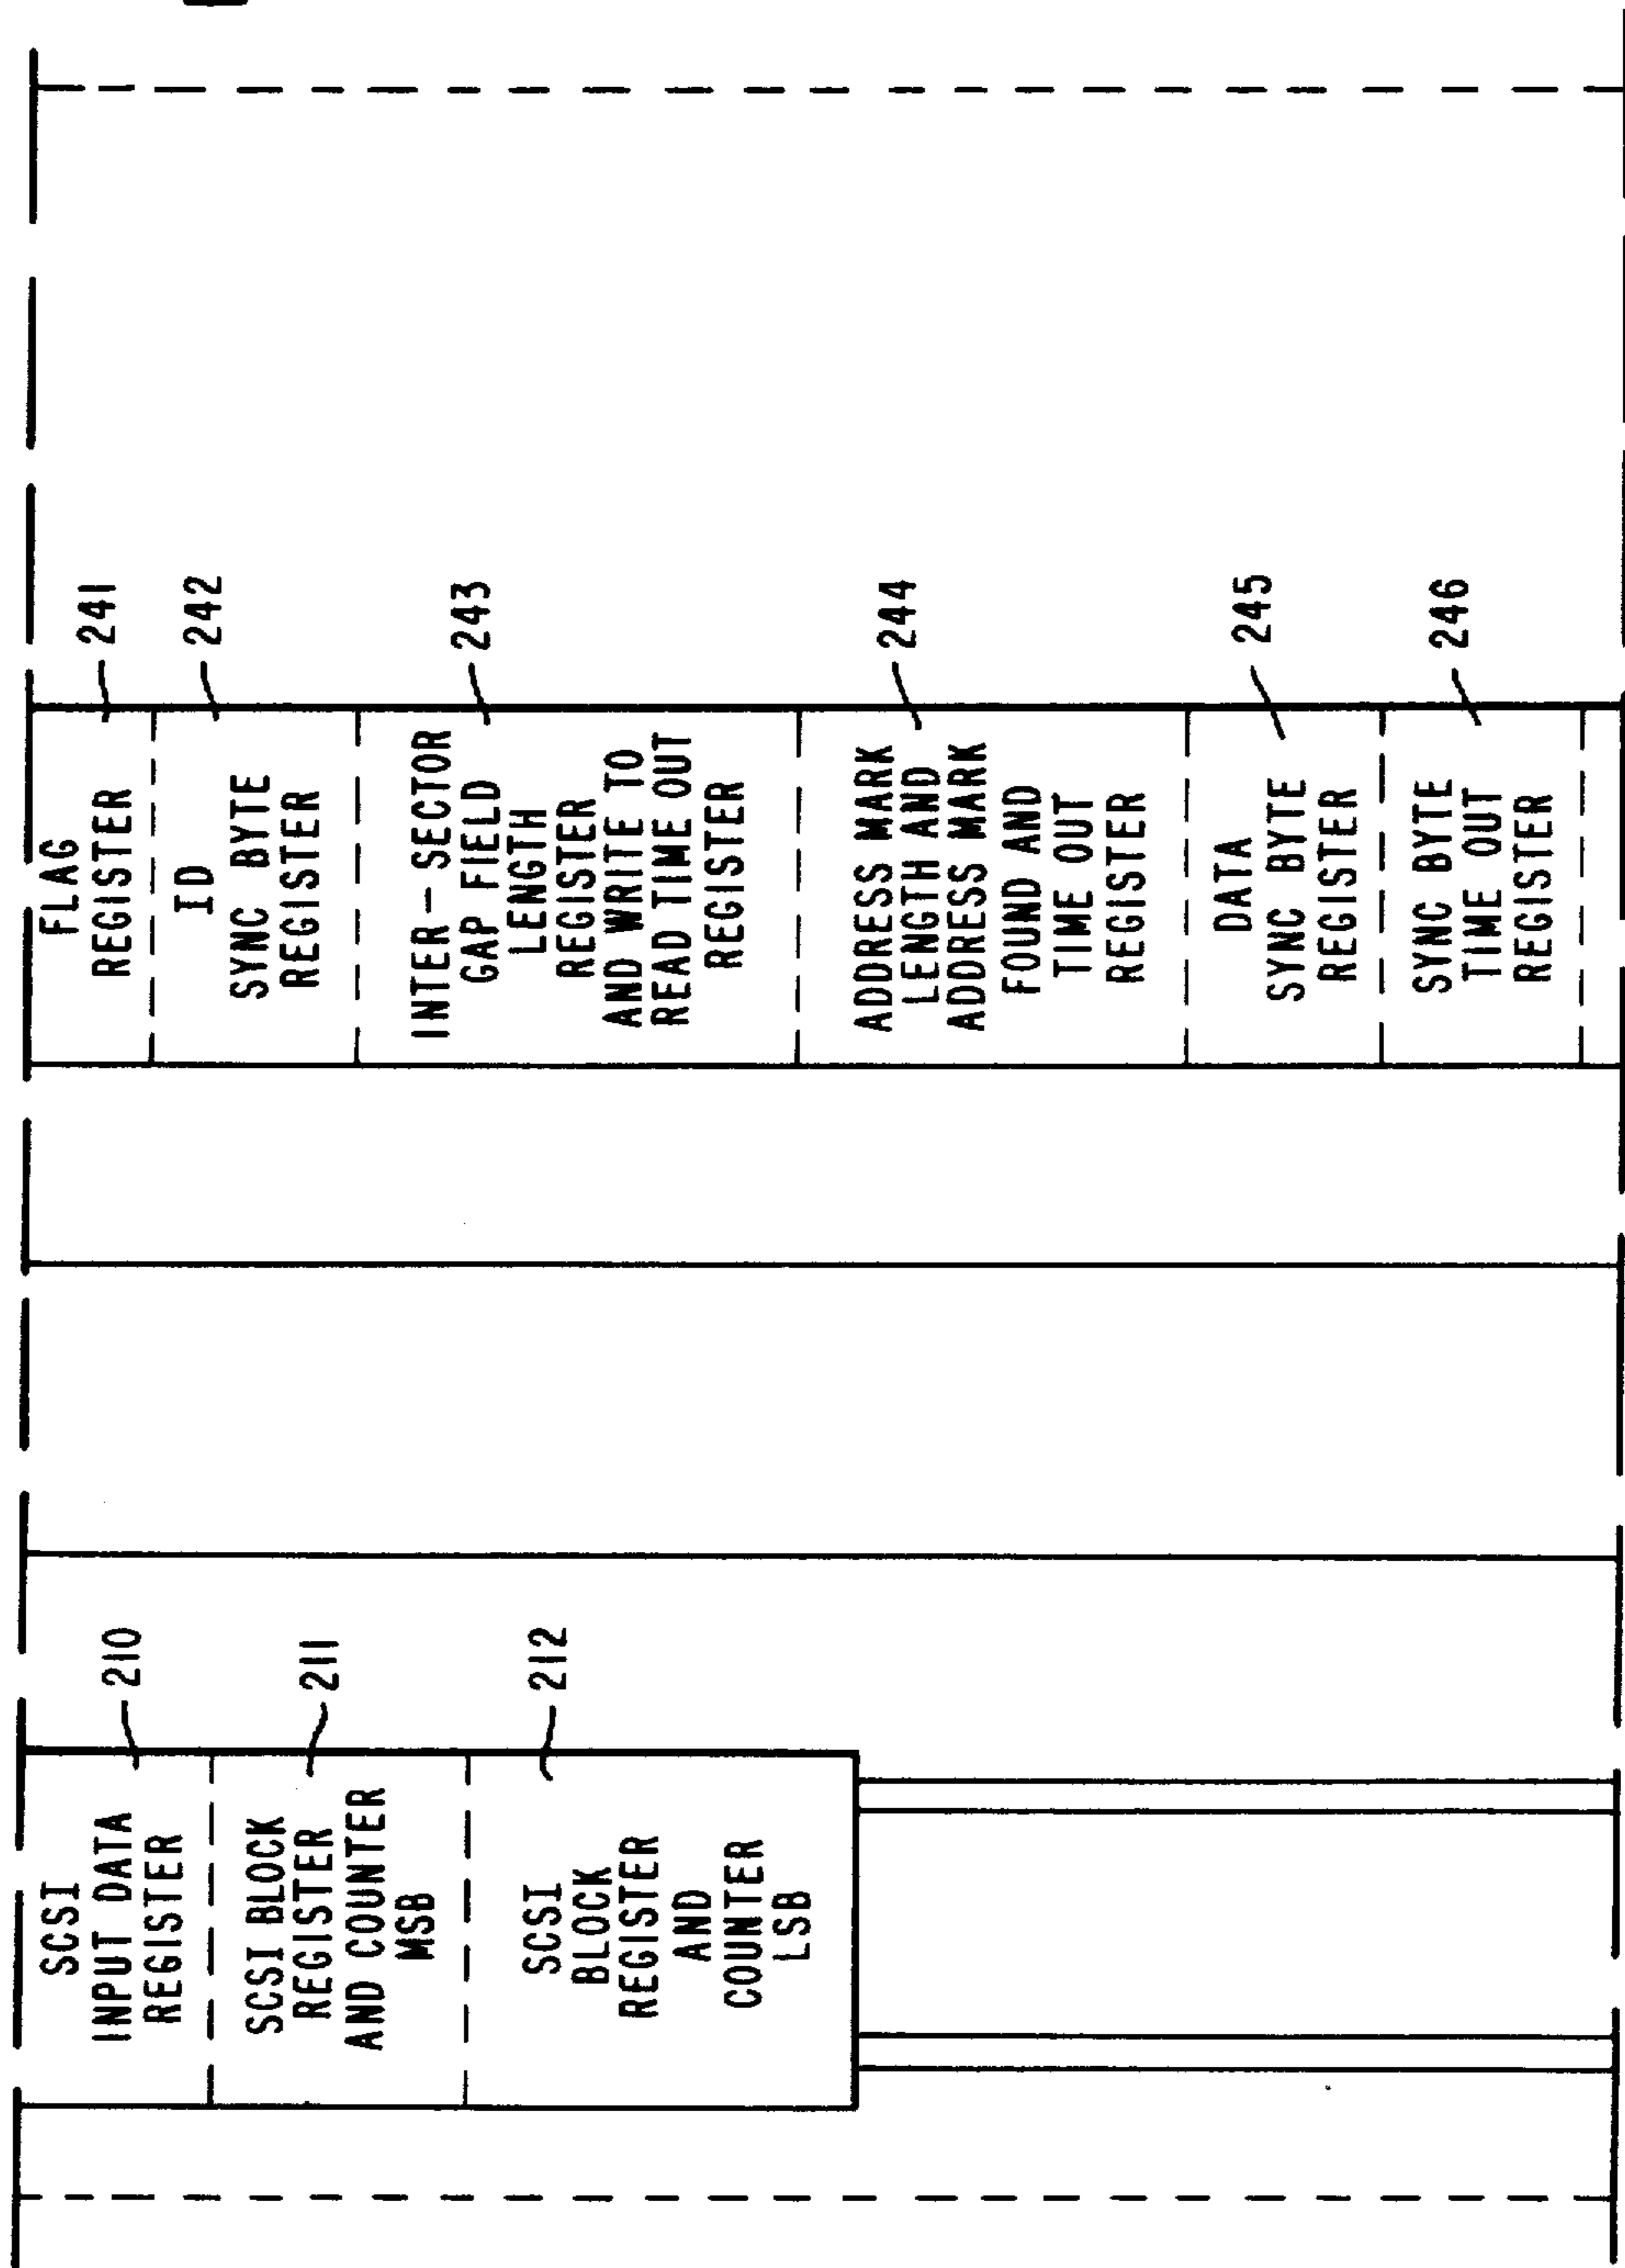 SCSI
INPUT DATA
REGISTER
210
SCSI BLOCK
REGISTER
AND COUNTER
MSB
211
SCSI
BLOCK
REGISTER
AND
COUNTER
LSB
212
FLAG
REGISTER
241
ID
SYNC BYTE
REGISTER
242
INTER-SECTOR
GAP FIELD
LENGTH
REGISTER
AND WRITE TO
READ TIME OUT
REGISTER
243
ADDRESS MARK
LENGTH AND
ADDRESS MARK
FOUND AND
TIME OUT
REGISTER
244
DATA
SYNC BYTE
REGISTER
245
SYNC BYTE
TIME OUT
REGISTER
246